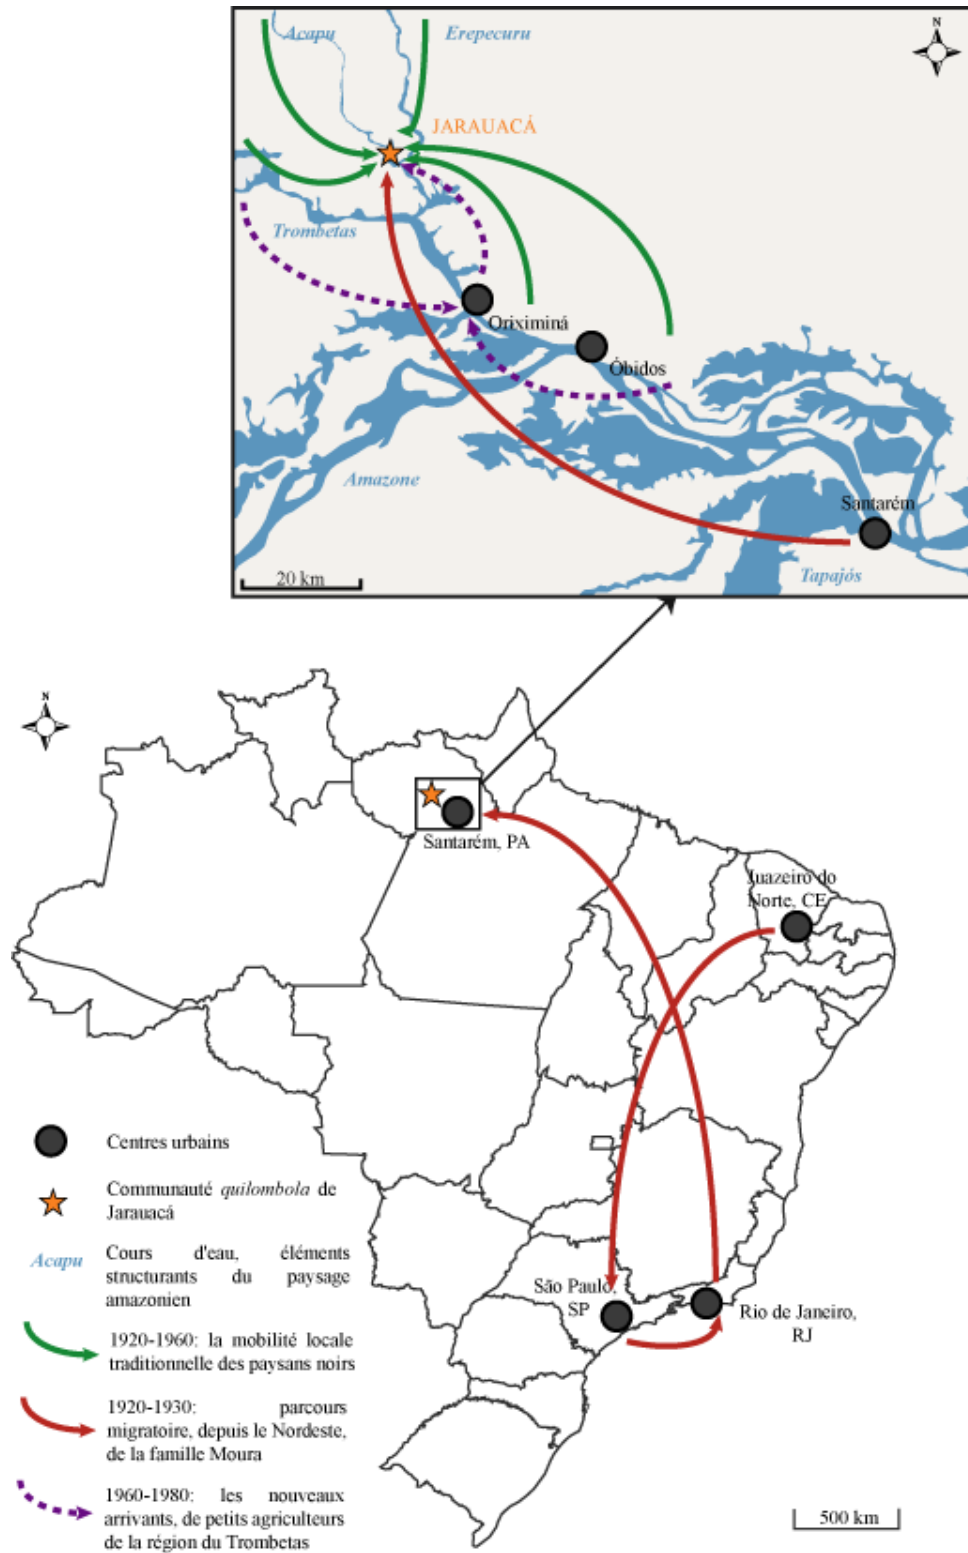 N
Acapu
Erepecuru
JARAUACÁ
Trombetas
Oriximiná
Óbidos
Amazone
Santarém
20 km
Tapajós
N
Santarém, PA
Juazeiro do
Norte, CE
São Paulo,
SP
Rio de Janeiro,
RJ
Centres urbains
Communauté quilombola de
Jarauacá
Acapu
Cours d'eau, éléments
structurants du paysage
amazonien
1920-1960: la mobilité locale
traditionnelle des paysans noirs
1920-1930: parcours
migratoire, depuis le Nordeste,
de la famille Moura
1960-1980: les nouveaux
arrivants, de petits agriculteurs
de la région du Trombetas
500 km